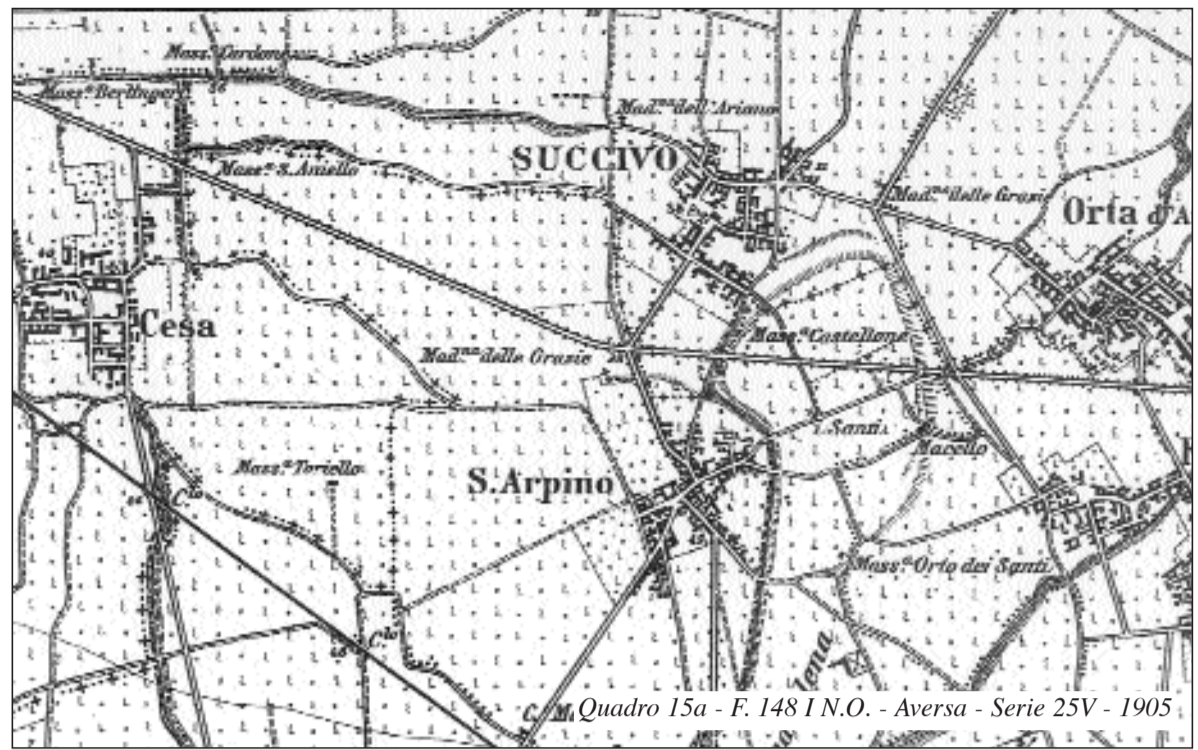 Mass.ª Cardone
Mass.ª Berlingeri
Mad.ⁿᵃ dell'Ariano
SUCCIVO
Mass.ª S. Aniello
Mad.ⁿᵃ delle Grazie
Orta d'A
Cesa
Mass.ª Castellone
Mad.ⁿᵃ delle Grazie
i Santi
Macello
Mass.ª Toriello
S. Arpino
C.ˡᵒ
Mass.ª Orto dei Santi
C.ˡᵒ
Quadro 15a - F. 148 I N.O. - Aversa - Serie 25V - 1905